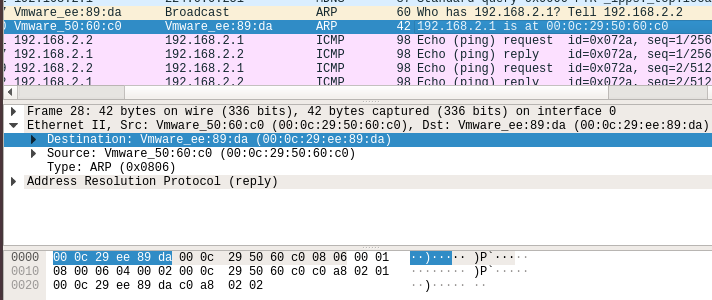 Vmware_ee:89:da Broadcast ARP 60 Who has 192.168.2.1? Tell 192.168.2.2
Vmware_50:60:c0 Vmware_ee:89:da ARP 42 192.168.2.1 is at 00:0c:29:50:60:c0
192.168.2.2 192.168.2.1 ICMP 98 Echo (ping) request id=0x072a, seq=1/256
192.168.2.1 192.168.2.2 ICMP 98 Echo (ping) reply id=0x072a, seq=1/256
192.168.2.2 192.168.2.1 ICMP 98 Echo (ping) request id=0x072a, seq=2/512
192.168.2.1 192.168.2.2 ICMP 98 Echo (ping) reply id=0x072a, seq=2/512
Frame 28: 42 bytes on wire (336 bits), 42 bytes captured (336 bits) on interface 0
Ethernet II, Src: Vmware_50:60:c0 (00:0c:29:50:60:c0), Dst: Vmware_ee:89:da (00:0c:29:ee:89:da)
Destination: Vmware_ee:89:da (00:0c:29:ee:89:da)
Source: Vmware_50:60:c0 (00:0c:29:50:60:c0)
Type: ARP (0x0806)
Address Resolution Protocol (reply)
0000 00 0c 29 ee 89 da 00 0c 29 50 60 c0 08 06 00 01 ··)····· )P`·····
0010 08 00 06 04 00 02 00 0c 29 50 60 c0 c0 a8 02 01 ········ )P`·····
0020 00 0c 29 ee 89 da c0 a8 02 02 ··)····· ··